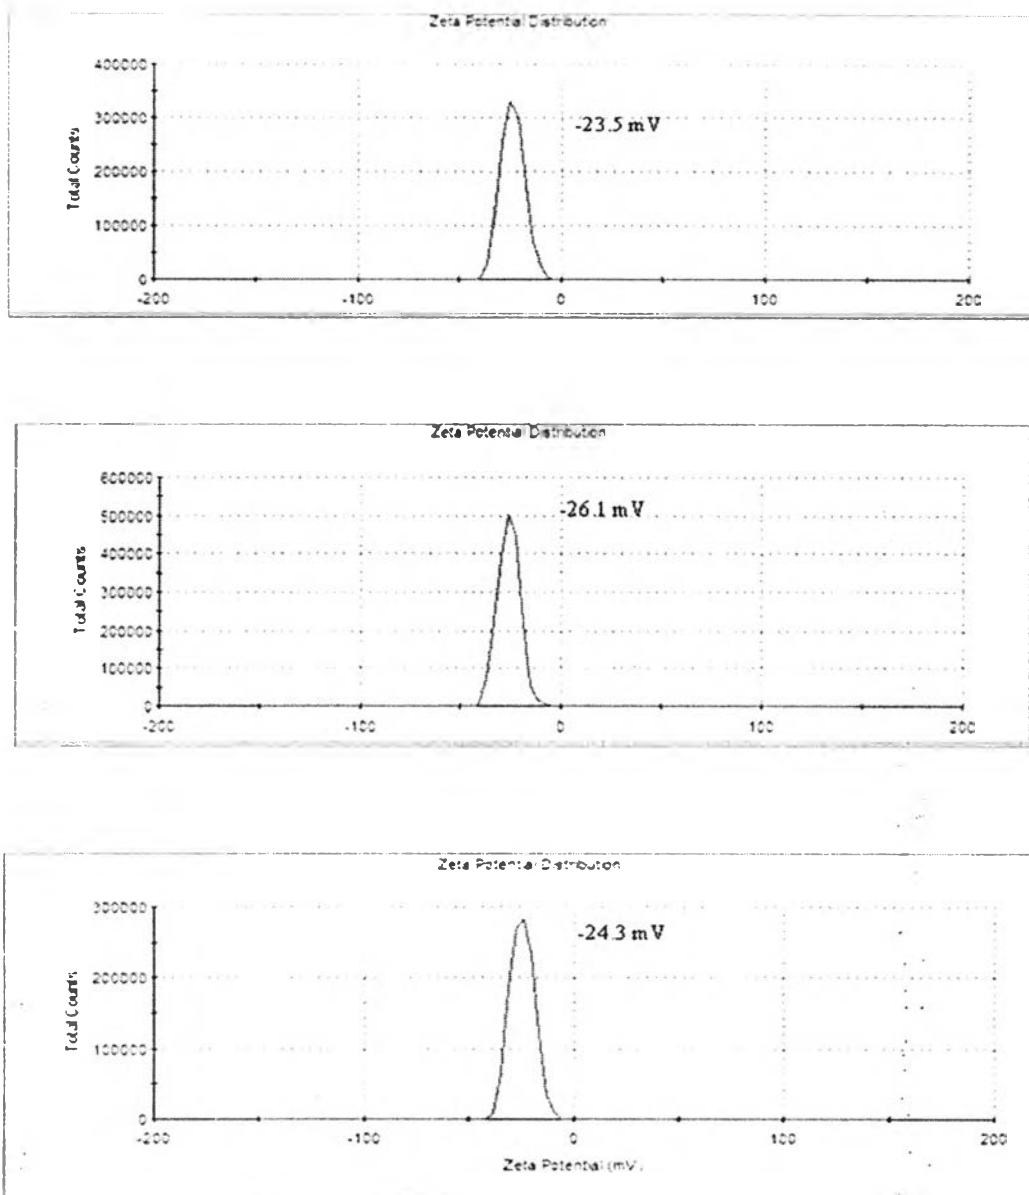 Zeta Potential Distribution
400000
300000
200000
100000
0
Total Counts
-23.5 mV
-200 -100 0 100 200
Zeta Potential Distribution
600000
500000
400000
300000
200000
100000
0
Total Counts
-26.1 mV
-200 -100 0 100 200
Zeta Potential Distribution
300000
200000
100000
0
Total Counts
-24.3 mV
-200 -100 0 100 200
Zeta Potential (mV)